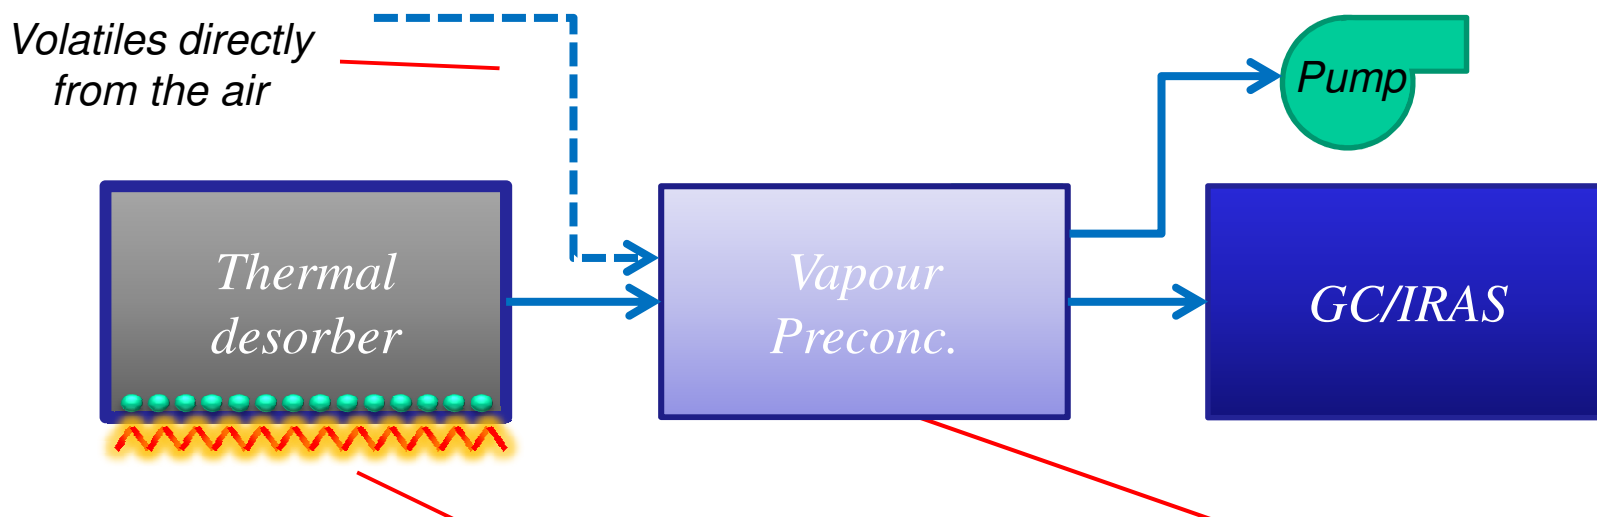 Volatiles directly
from the air
Pump
Thermal
desorber
Vapour
Preconc.
GC/IRAS